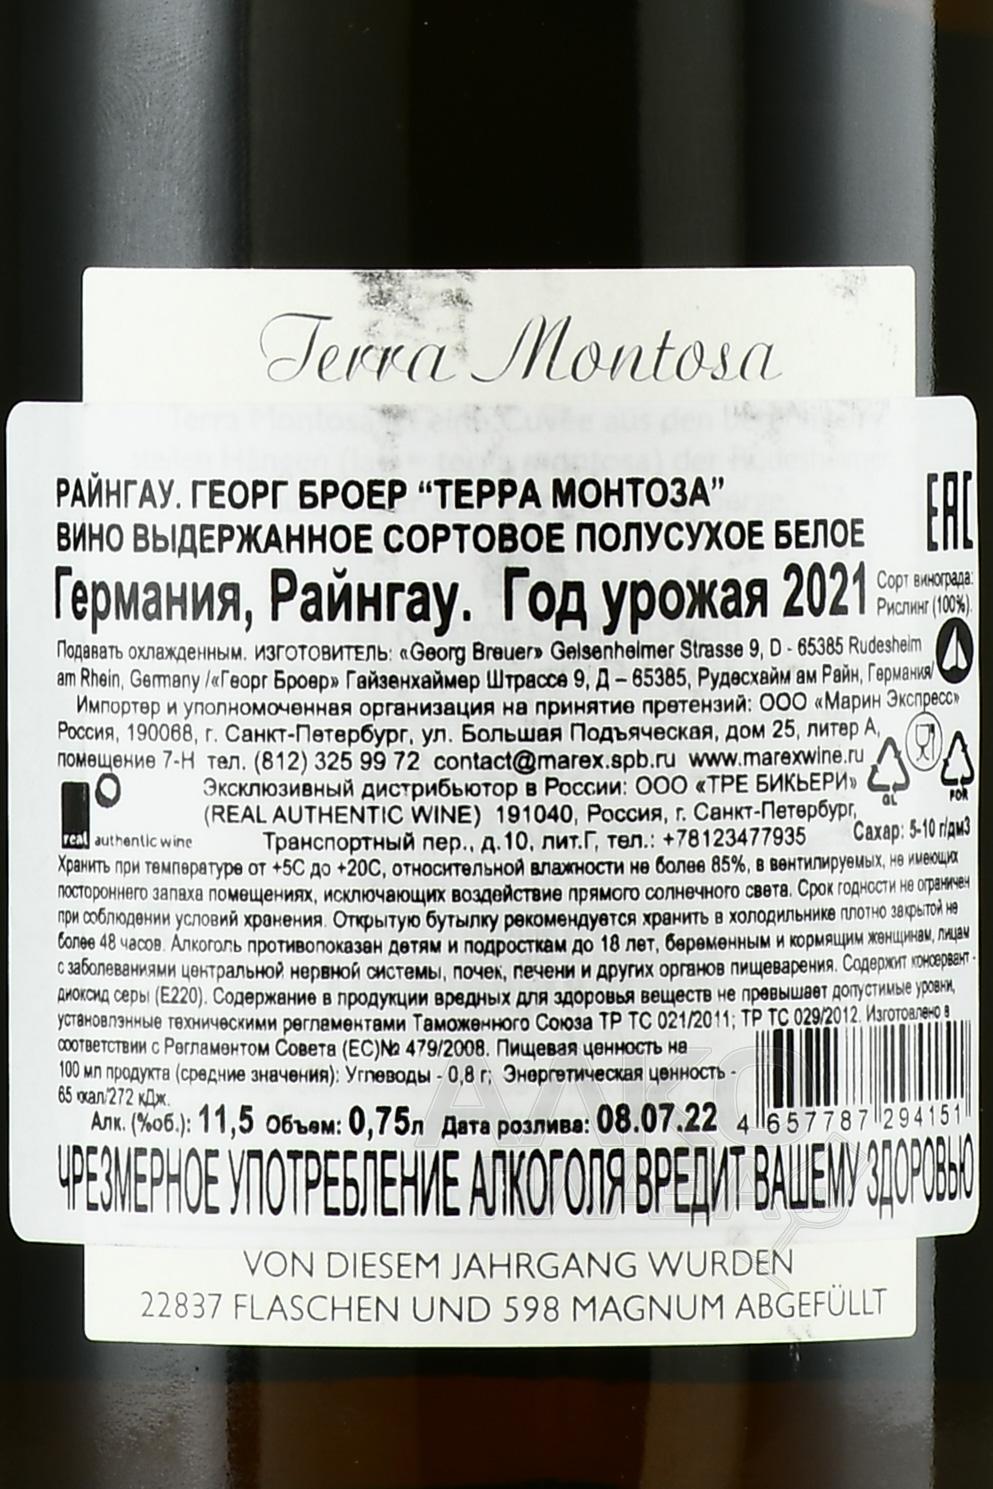 Terra Montosa
РАЙНГАУ. ГЕОРГ БРОЕР “ТЕРРА МОНТОЗА”
ВИНО ВЫДЕРЖАННОЕ СОРТОВОЕ ПОЛУСУХОЕ БЕЛОЕ
EAC
Германия, Райнгау. Год урожая 2021
Сорт винограда:
Рислинг (100%).
Подавать охлажденным. ИЗГОТОВИТЕЛЬ: «Georg Breuer» Geisenheimer Strasse 9, D - 65385 Rudesheim
am Rhein, Germany /«Георг Броер» Гайзенхаймер Штрассе 9, Д – 65385, Рудесхайм ам Райн, Германия/
Импортер и уполномоченная организация на принятие претензий: ООО «Марин Экспресс»
Россия, 190068, г. Санкт-Петербург, ул. Большая Подъяческая, дом 25, литер А,
помещение 7-Н тел. (812) 325 99 72 contact@marex.spb.ru www.marexwine.ru
GL
FOR
Эксклюзивный дистрибьютор в России: ООО «ТРЕ БИКЬЕРИ»
(REAL AUTHENTIC WINE) 191040, Россия, г. Санкт-Петербург,
real authentic wine
Транспортный пер., д.10, лит.Г, тел.: +78123477935
Сахар: 5-10 г/дм3
Хранить при температуре от +5С до +20С, относительной влажности не более 85%, в вентилируемых, не имеющих
постороннего запаха помещениях, исключающих воздействие прямого солнечного света. Срок годности не ограничен
при соблюдении условий хранения. Открытую бутылку рекомендуется хранить в холодильнике плотно закрытой не
более 48 часов. Алкоголь противопоказан детям и подросткам до 18 лет, беременным и кормящим женщинам, лицам
с заболеваниями центральной нервной системы, почек, печени и других органов пищеварения. Содержит консервант -
диоксид серы (Е220). Содержание в продукции вредных для здоровья веществ не превышает допустимые уровни,
установлэнные техническими регламентами Таможенного Союза ТР ТС 021/2011; ТР ТС 029/2012. Изготовлено в
соответствии с Регламентом Совета (ЕС)№ 479/2008. Пищевая ценность на
100 мл продукта (средние значения): Углеводы - 0,8 г; Энергетическая ценность -
65 ккал/272 кДж.
Алк. (%об.): 11,5 Объем: 0,75л Дата розлива: 08.07.22
4 657787 294151
ЧРЕЗМЕРНОЕ УПОТРЕБЛЕНИЕ АЛКОГОЛЯ ВРЕДИТ ВАШЕМУ ЗДОРОВЬЮ
VON DIESEM JAHRGANG WURDEN
22837 FLASCHEN UND 598 MAGNUM ABGEFÜLLT